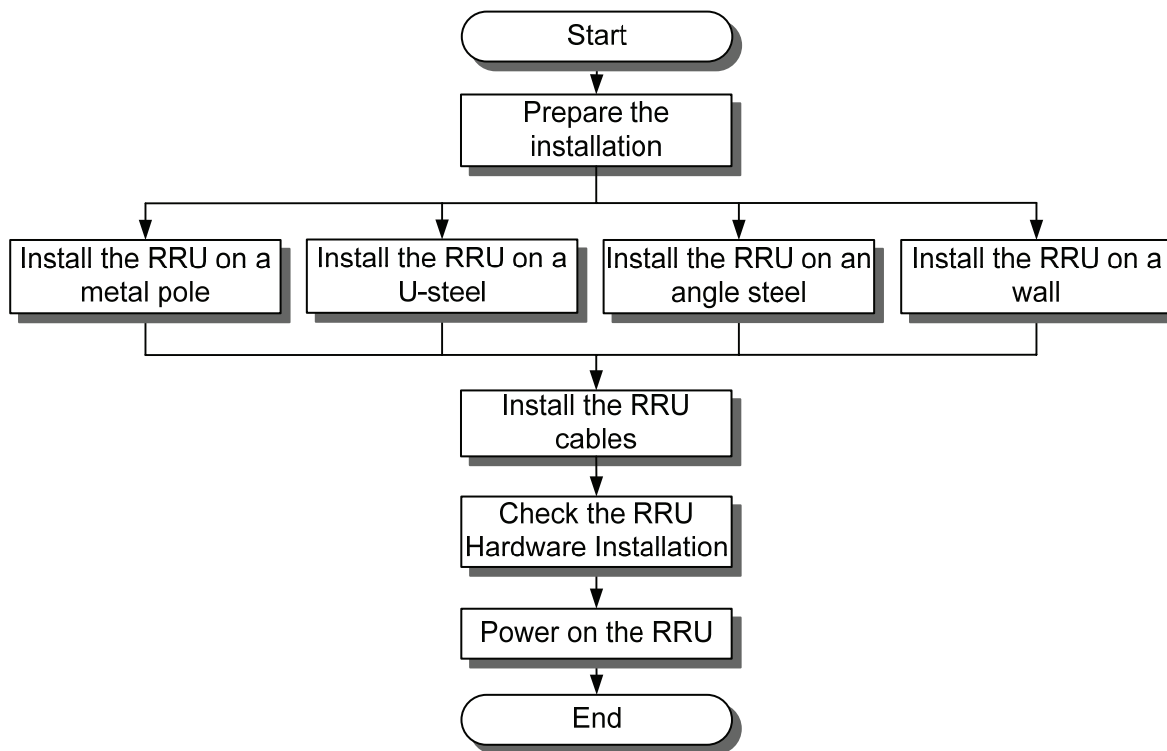 Start
Prepare the
installation
Install the RRU on a
metal pole
Install the RRU on a
U-steel
Install the RRU on an
angle steel
Install the RRU on a
wall
Install the RRU
cables
Check the RRU
Hardware Installation
Power on the RRU
End